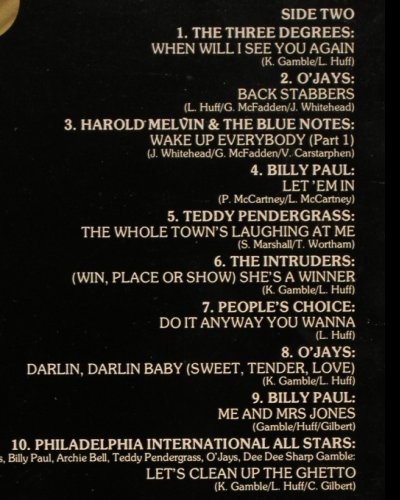 SIDE TWO
1. THE THREE DEGREES:
WHEN WILL I SEE YOU AGAIN
(K. Gamble/L. Huff)
2. O'JAYS:
BACK STABBERS
(L. Huff/G. McFadden/J. Whitehead)
3. HAROLD MELVIN & THE BLUE NOTES:
WAKE UP EVERYBODY (Part 1)
(J. Whitehead/G. McFadden/V. Carstarphen)
4. BILLY PAUL:
LET 'EM IN
(P. McCartney/L. McCartney)
5. TEDDY PENDERGRASS:
THE WHOLE TOWN'S LAUGHING AT ME
(S. Marshall/T. Wortham)
6. THE INTRUDERS:
(WIN, PLACE OR SHOW) SHE'S A WINNER
(K. Gamble/L. Huff)
7. PEOPLE'S CHOICE:
DO IT ANYWAY YOU WANNA
(L. Huff)
8. O'JAYS:
DARLIN, DARLIN BABY (SWEET, TENDER, LOVE)
(K. Gamble/L. Huff)
9. BILLY PAUL:
ME AND MRS JONES
(Gamble/Huff/Gilbert)
10. PHILADELPHIA INTERNATIONAL ALL STARS:
Billy Paul, Archie Bell, Teddy Pendergrass, O'Jays, Dee Dee Sharp Gamble:
LET'S CLEAN UP THE GHETTO
(K. Gamble/L. Huff/C. Gilbert)